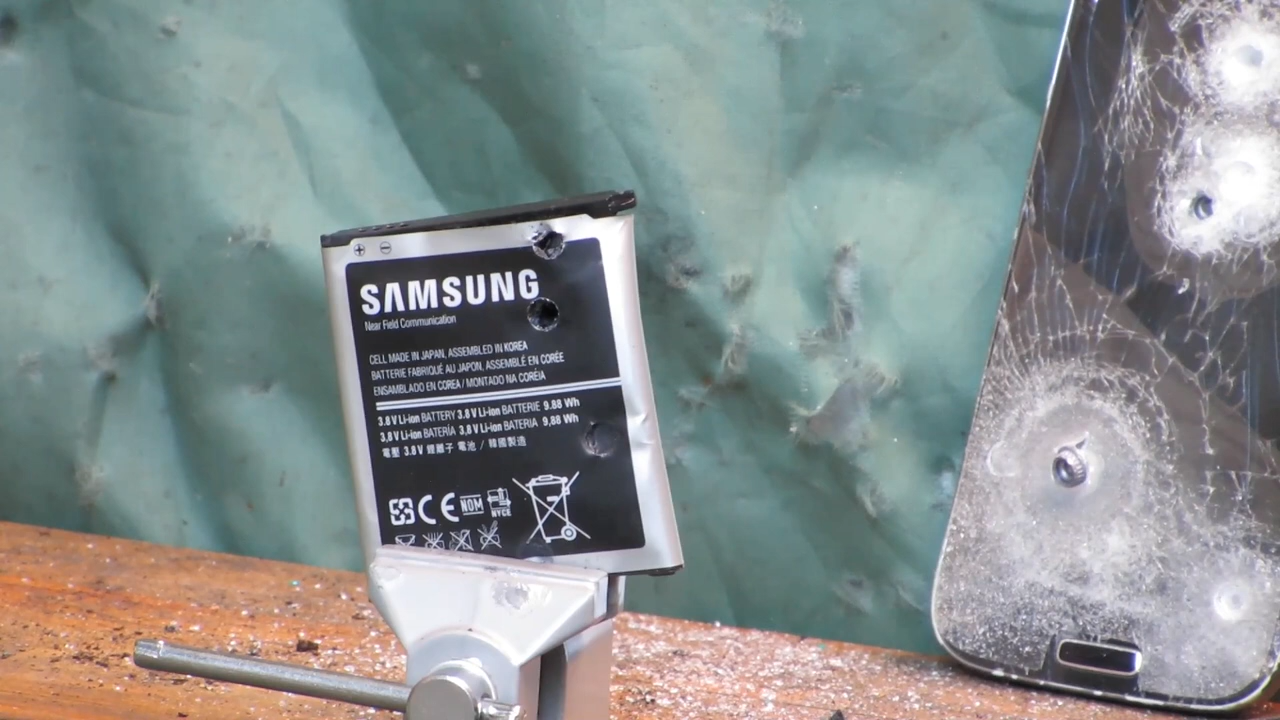 SAMSUNG
Near Field Communication
CELL MADE IN JAPAN, ASSEMBLED IN KOREA
BATTERIE FABRIQUÉ AU JAPON, ASSEMBLÉ EN CORÉE
ENSAMBLADO EN COREA / MONTADO NA CORÉIA
3.8 V Li-ion BATTERY 3.8 V Li-ion BATTERIE 9.88 Wh
3,8 V Li-ion BATERÍA 3,8 V Li-ion BATERIA 9,88 Wh
電壓 3.8 V 鋰離子 電池 / 韓國製造
CE NOM NYCE